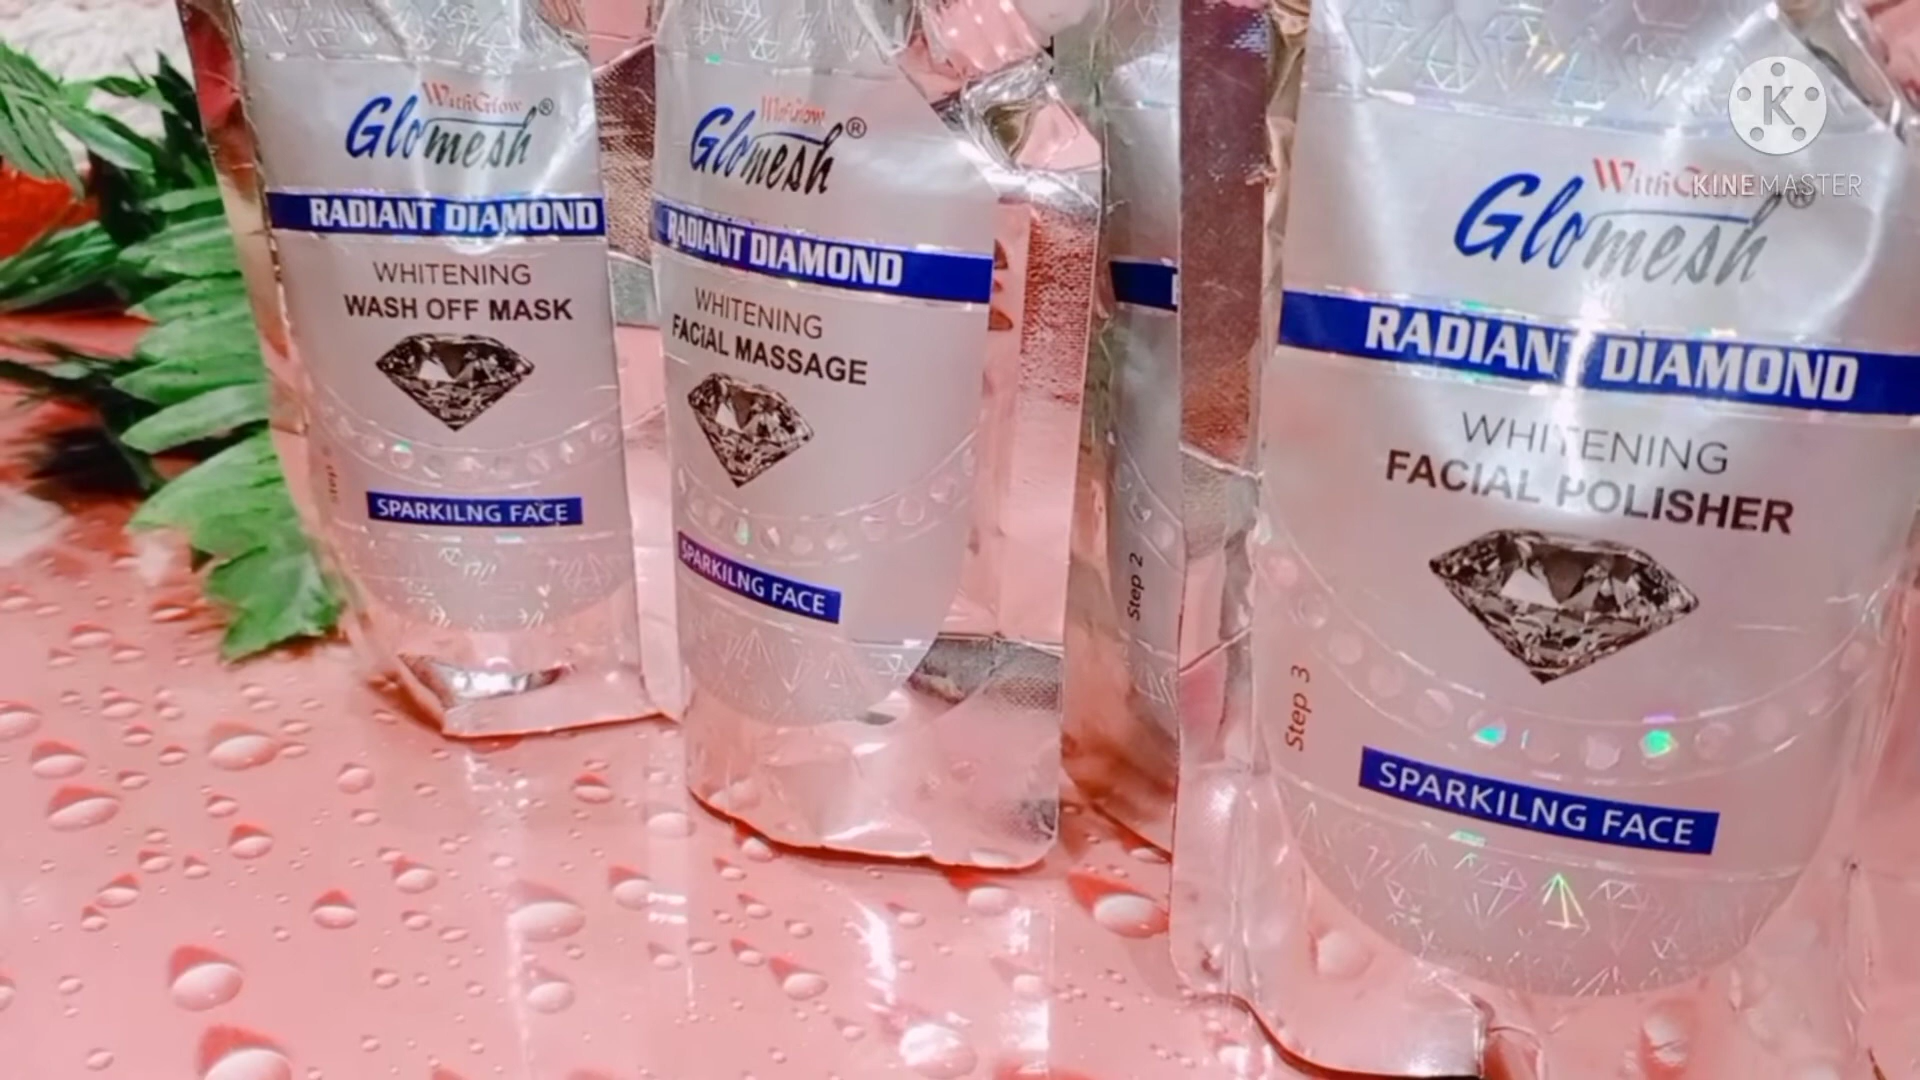 WithGlow
Glomesh®
RADIANT DIAMOND
WHITENING
WASH OFF MASK
SPARKILNG FACE
Glomesh®
RADIANT DIAMOND
WHITENING
FACIAL MASSAGE
SPARKILNG FACE
Step 2
K
KINEMASTER
Glomesh®
RADIANT DIAMOND
WHITENING
FACIAL POLISHER
Step 3
SPARKILNG FACE